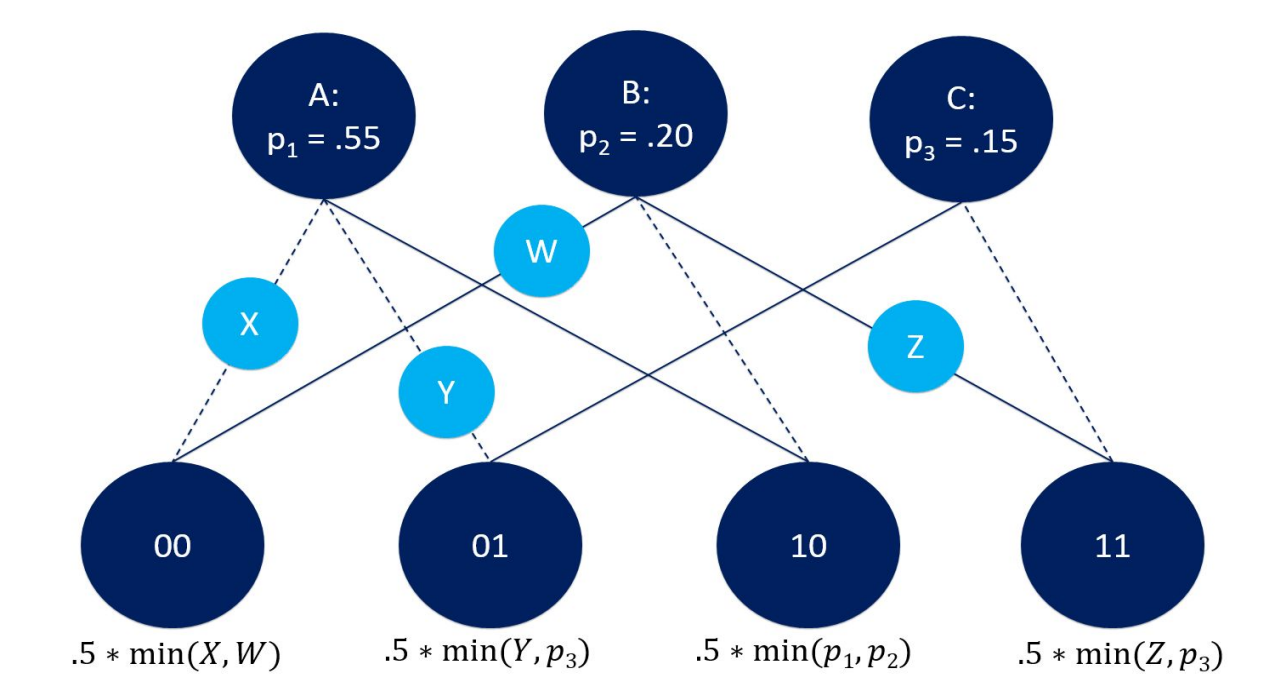 A:
p₁ = .55
B:
p₂ = .20
C:
p₃ = .15
W
X
Z
Y
00
01
10
11
.5 ∗ min(X, W)
.5 ∗ min(Y, p₃)
.5 ∗ min(p₁, p₂)
.5 ∗ min(Z, p₃)